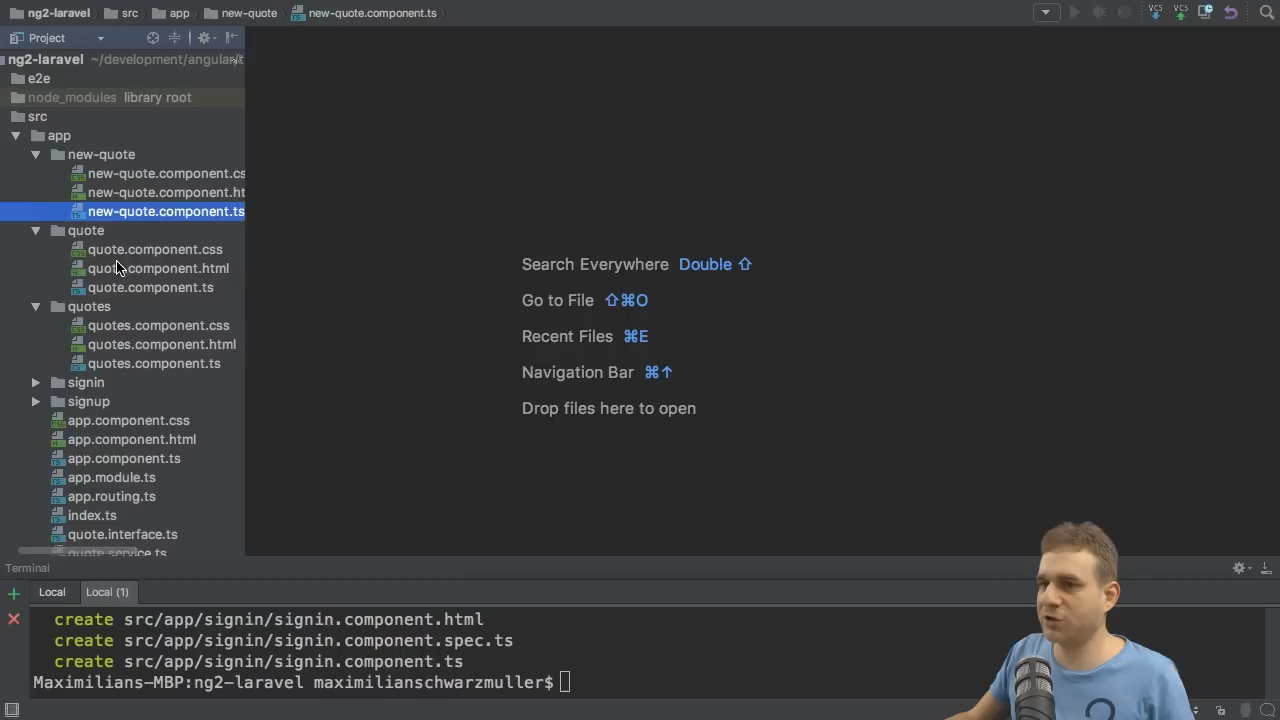 ng2-laravel src app new-quote new-quote.component.ts
Project
ng2-laravel ~/development/angular/t
e2e
node_modules library root
src
app
new-quote
new-quote.component.cs
new-quote.component.ht
new-quote.component.ts
quote
quote.component.css
quote.component.html
quote.component.ts
quotes
quotes.component.css
quotes.component.html
quotes.component.ts
signin
signup
app.component.css
app.component.html
app.component.ts
app.module.ts
app.routing.ts
index.ts
quote.interface.ts
quote.service.ts
Search Everywhere Double ⇧
Go to File ⇧⌘O
Recent Files ⌘E
Navigation Bar ⌘↑
Drop files here to open
VCS VCS
Terminal
Local Local (1)
create src/app/signin/signin.component.html
create src/app/signin/signin.component.spec.ts
create src/app/signin/signin.component.ts
Maximilians-MBP:ng2-laravel maximilianschwarzmuller$